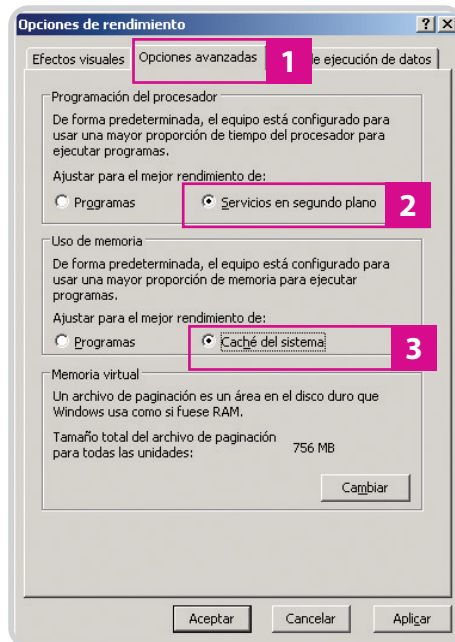 Opciones de rendimiento
Efectos visuales Opciones avanzadas 1 de ejecución de datos
Programación del procesador
De forma predeterminada, el equipo está configurado para
usar una mayor proporción de tiempo del procesador para
ejecutar programas.
Ajustar para el mejor rendimiento de:
Programas Servicios en segundo plano 2
Uso de memoria
De forma predeterminada, el equipo está configurado para
usar una mayor proporción de memoria para ejecutar
programas.
Ajustar para el mejor rendimiento de:
Programas Caché del sistema 3
Memoria virtual
Un archivo de paginación es un área en el disco duro que
Windows usa como si fuese RAM.
Tamaño total del archivo de paginación
para todas las unidades: 756 MB
Cambiar
Aceptar Cancelar Aplicar